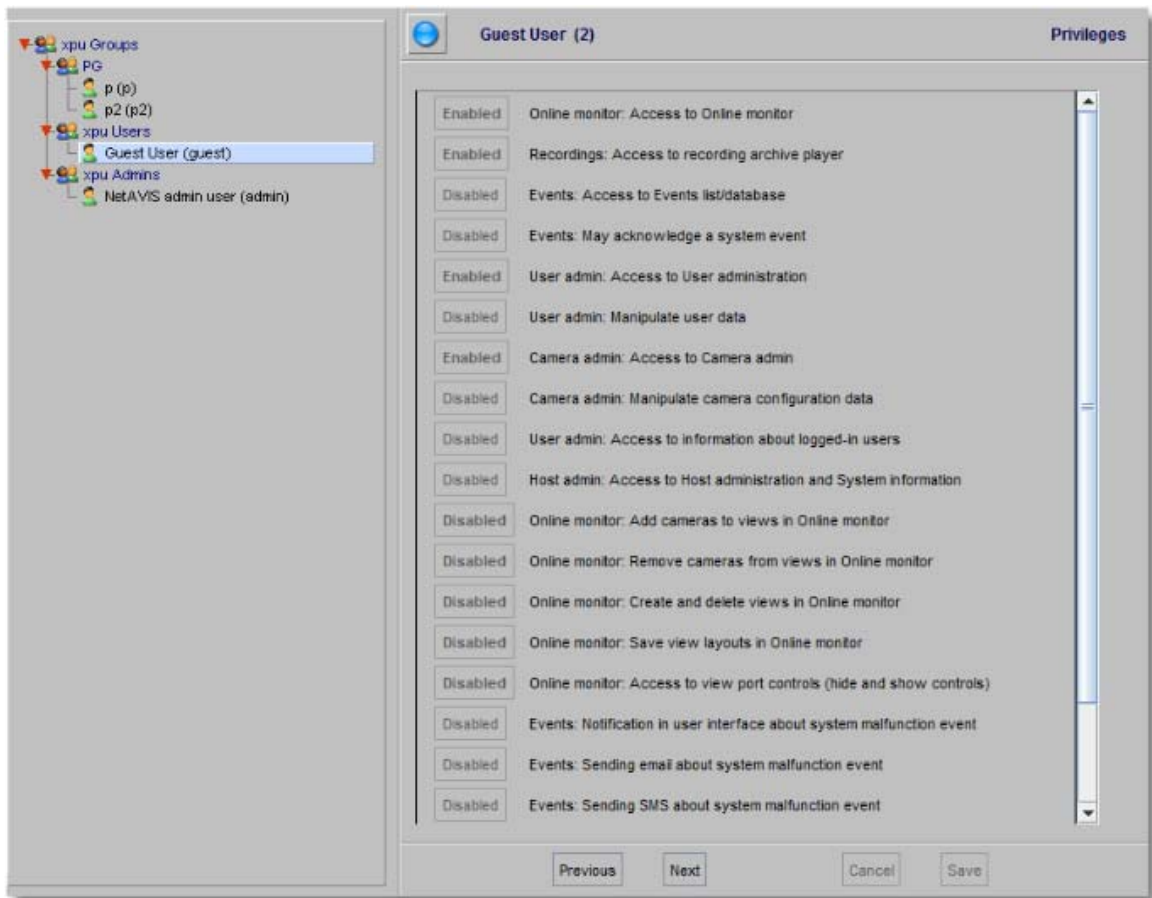 xpu Groups
PG
p (p)
p2 (p2)
xpu Users
Guest User (guest)
xpu Admins
NetAVIS admin user (admin)
Guest User (2) Privileges
Enabled Online monitor: Access to Online monitor
Enabled Recordings: Access to recording archive player
Disabled Events: Access to Events list/database
Disabled Events: May acknowledge a system event
Enabled User admin: Access to User administration
Disabled User admin: Manipulate user data
Enabled Camera admin: Access to Camera admin
Disabled Camera admin: Manipulate camera configuration data
Disabled User admin: Access to information about logged-in users
Disabled Host admin: Access to Host administration and System information
Disabled Online monitor: Add cameras to views in Online monitor
Disabled Online monitor: Remove cameras from views in Online monitor
Disabled Online monitor: Create and delete views in Online monitor
Disabled Online monitor: Save view layouts in Online monitor
Disabled Online monitor: Access to view port controls (hide and show controls)
Disabled Events: Notification in user interface about system malfunction event
Disabled Events: Sending email about system malfunction event
Disabled Events: Sending SMS about system malfunction event
Previous Next Cancel Save